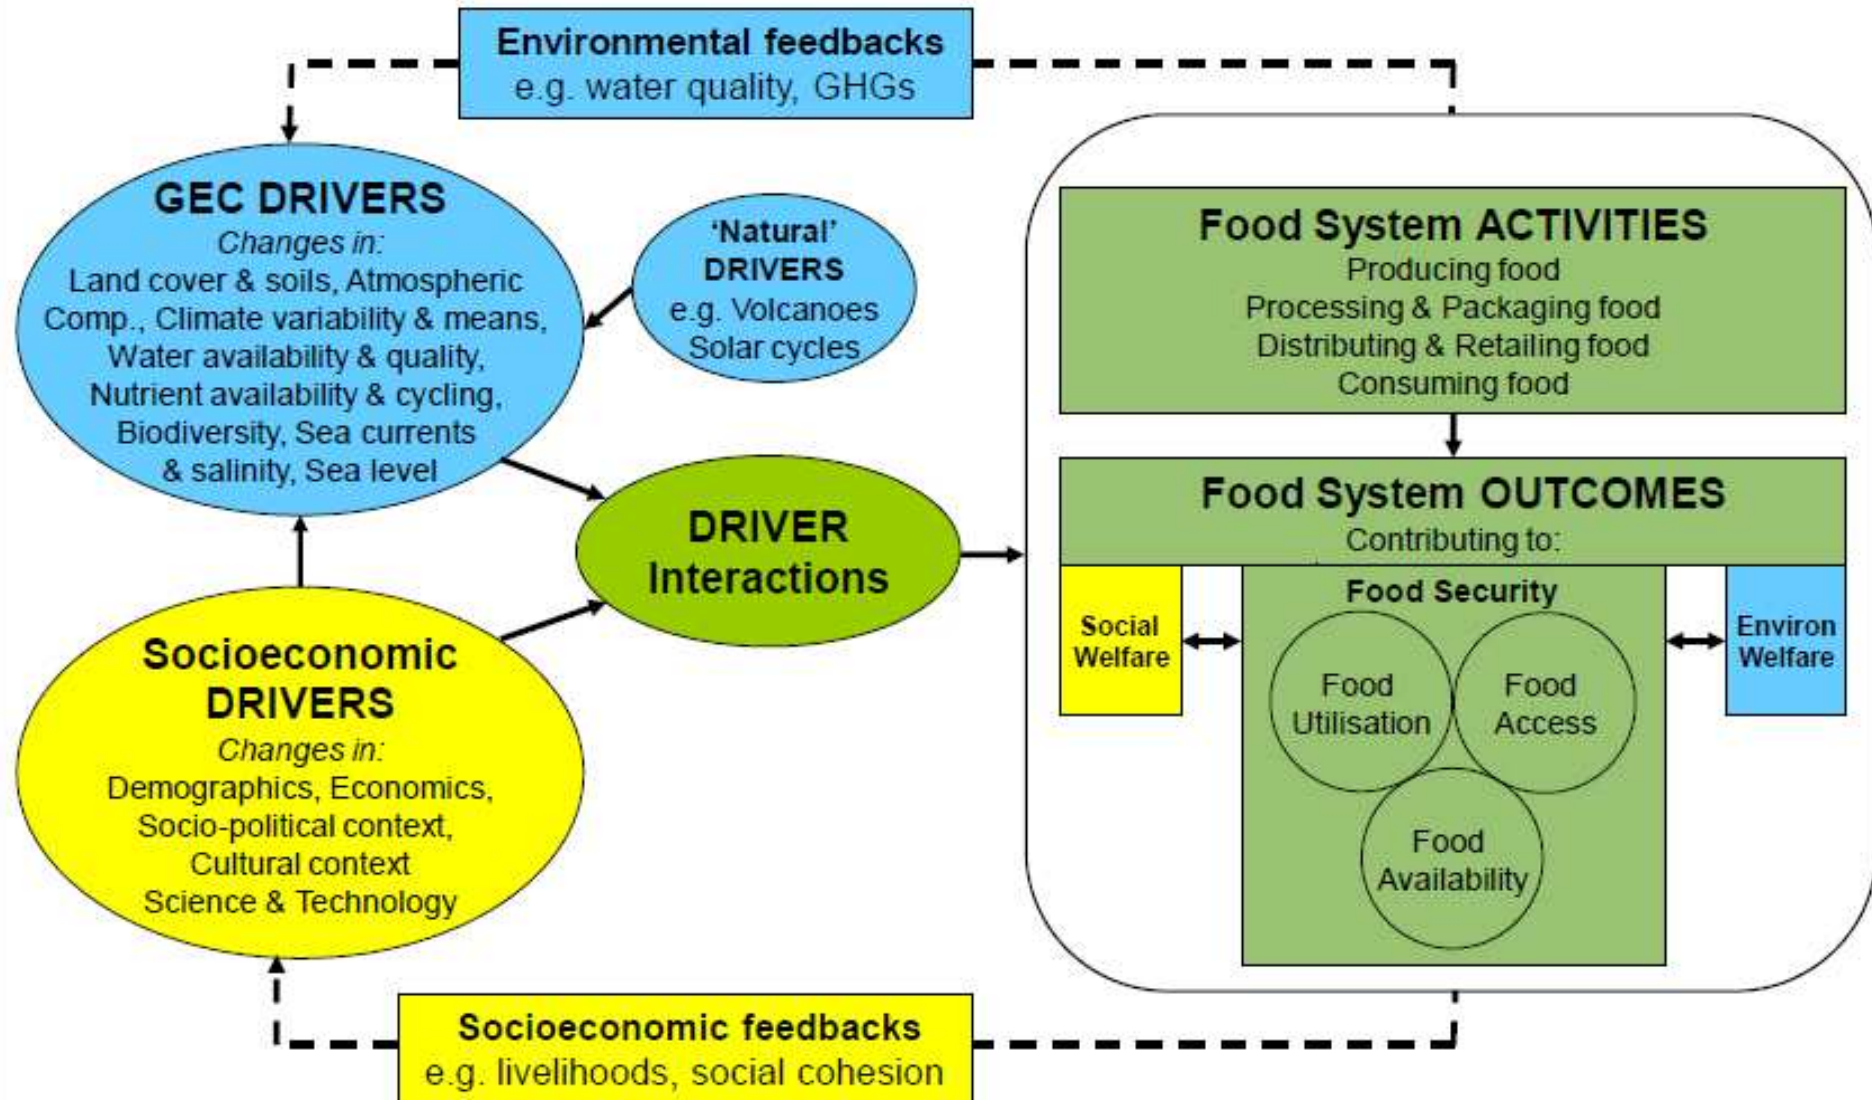 Environmental feedbacks
e.g. water quality, GHGs
GEC DRIVERS
Changes in:
Land cover & soils, Atmospheric
Comp., Climate variability & means,
Water availability & quality,
Nutrient availability & cycling,
Biodiversity, Sea currents
& salinity, Sea level
‘Natural’
DRIVERS
e.g. Volcanoes
Solar cycles
DRIVER
Interactions
Socioeconomic
DRIVERS
Changes in:
Demographics, Economics,
Socio-political context,
Cultural context
Science & Technology
Socioeconomic feedbacks
e.g. livelihoods, social cohesion
Food System ACTIVITIES
Producing food
Processing & Packaging food
Distributing & Retailing food
Consuming food
Food System OUTCOMES
Contributing to:
Social
Welfare
Food Security
Food
Utilisation
Food
Access
Food
Availability
Environ
Welfare